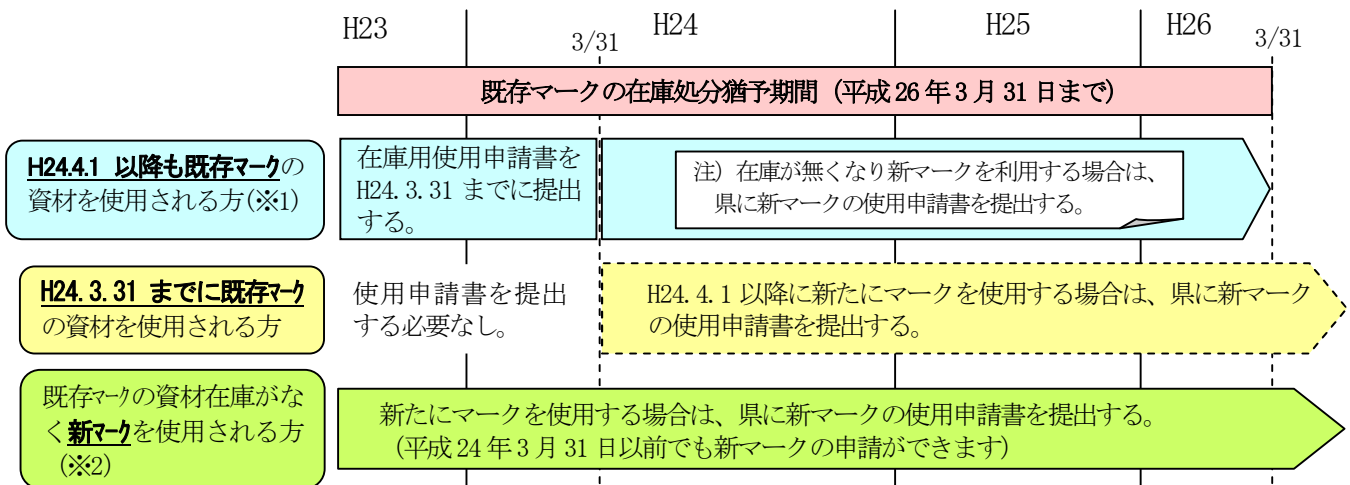 H23
3/31
H24
H25
H26
3/31
既存マークの在庫処分猶予期間（平成26年3月31日まで）
H24.4.1 以降も既存マークの
資材を使用される方(※1)
在庫用使用申請書を
H24.3.31 までに提出
する。
注）在庫が無くなり新マークを利用する場合は、
県に新マークの使用申請書を提出する。
H24.3.31 までに既存マーク
の資材を使用される方
使用申請書を提出
する必要なし。
H24.4.1 以降に新たにマークを使用する場合は、県に新マーク
の使用申請書を提出する。
既存マークの資材在庫がな
く新マークを使用される方
(※2)
新たにマークを使用する場合は、県に新マークの使用申請書を提出する。
（平成24年3月31日以前でも新マークの申請ができます）